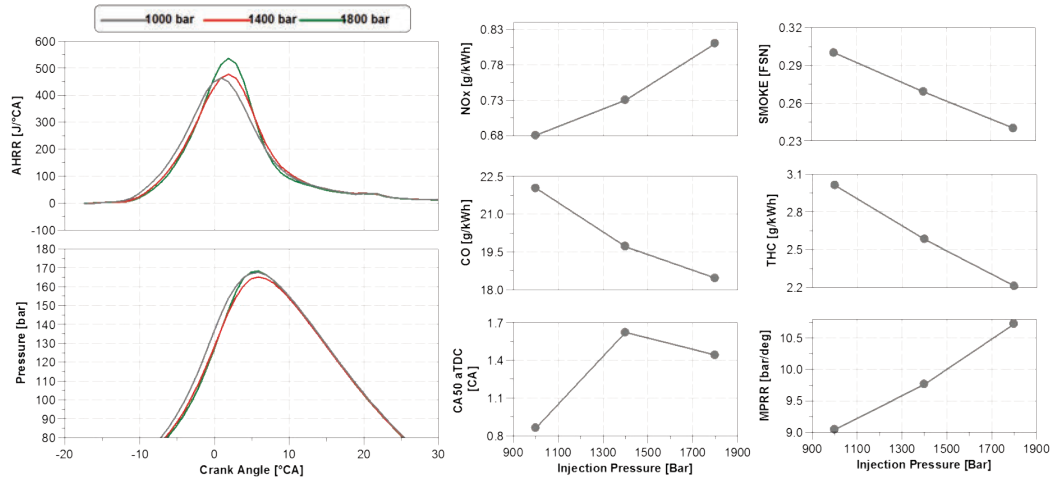 1000 bar 1400 bar 1800 bar
AHRR [J/°CA]
600
500
400
300
200
100
0
-100
Pressure [bar]
180
170
160
150
140
130
120
110
100
90
80
-20 -10 0 10 20 30
Crank Angle [°CA]
NOx [g/kWh]
0.83
0.78
0.73
0.68
CO [g/kWh]
22.5
21.0
19.5
18.0
CA50 aTDC
[CA]
1.7
1.4
1.1
0.8
900 1100 1300 1500 1700 1900
Injection Pressure [Bar]
SMOKE [FSN]
0.32
0.29
0.26
0.23
THC [g/kWh]
3.1
2.8
2.5
2.2
MPRR [bar/deg]
10.5
10.0
9.5
9.0
900 1100 1300 1500 1700 1900
Injection Pressure [Bar]